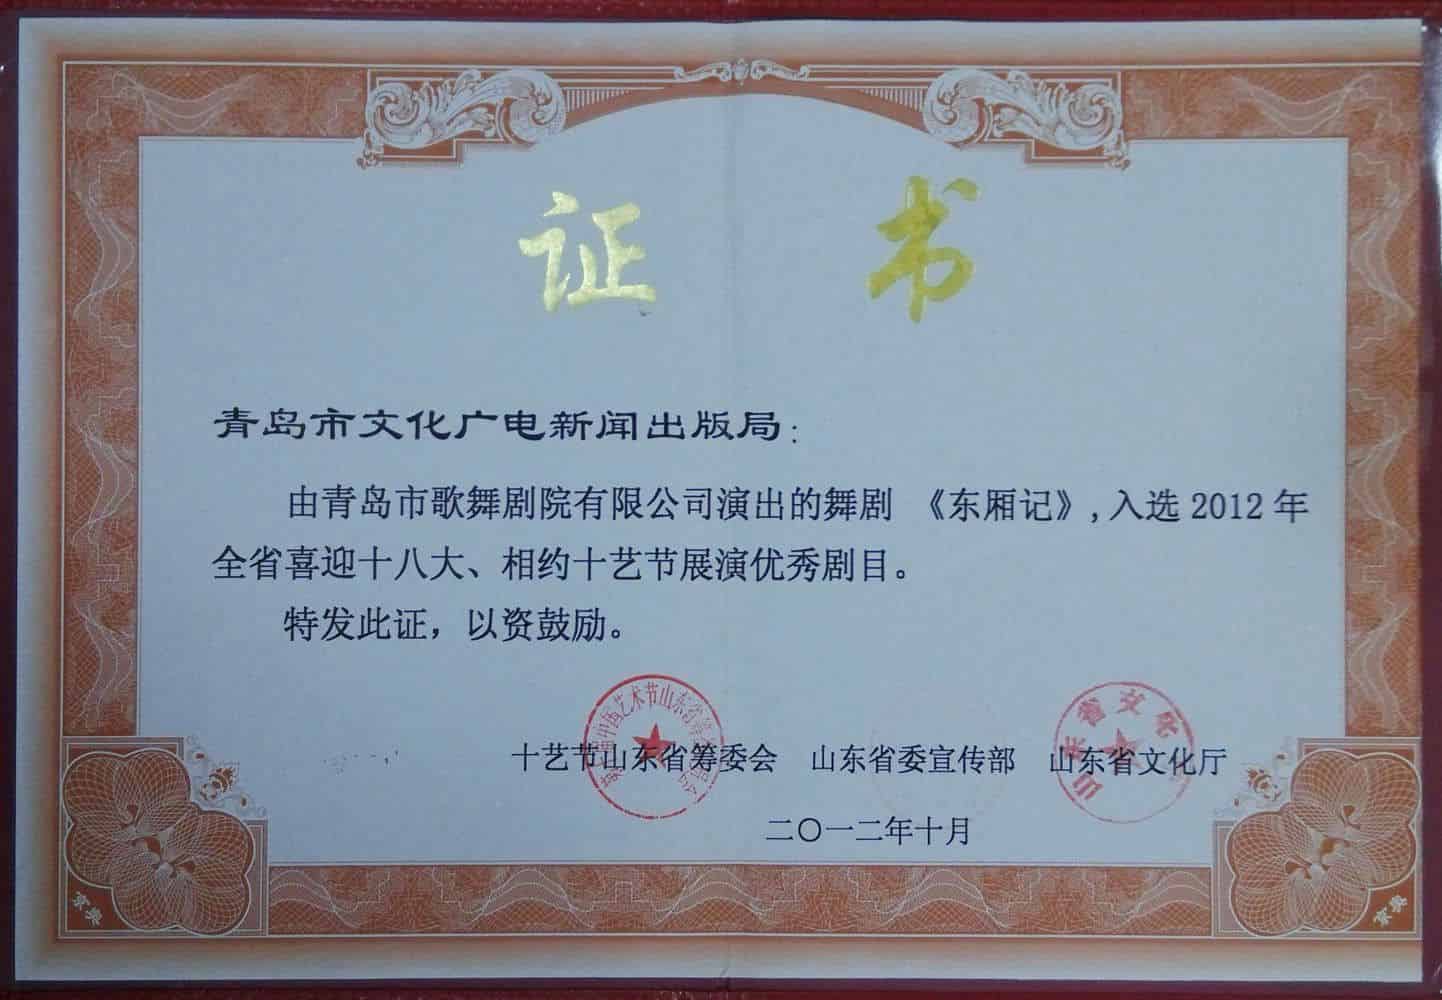 证 书
青岛市文化广电新闻出版局：
由青岛市歌舞剧院有限公司演出的舞剧 《东厢记》,入选2012年
全省喜迎十八大、相约十艺节展演优秀剧目。
特发此证，以资鼓励。
十艺节山东省筹委会 山东省委宣传部 山东省文化厅
二〇一二年十月